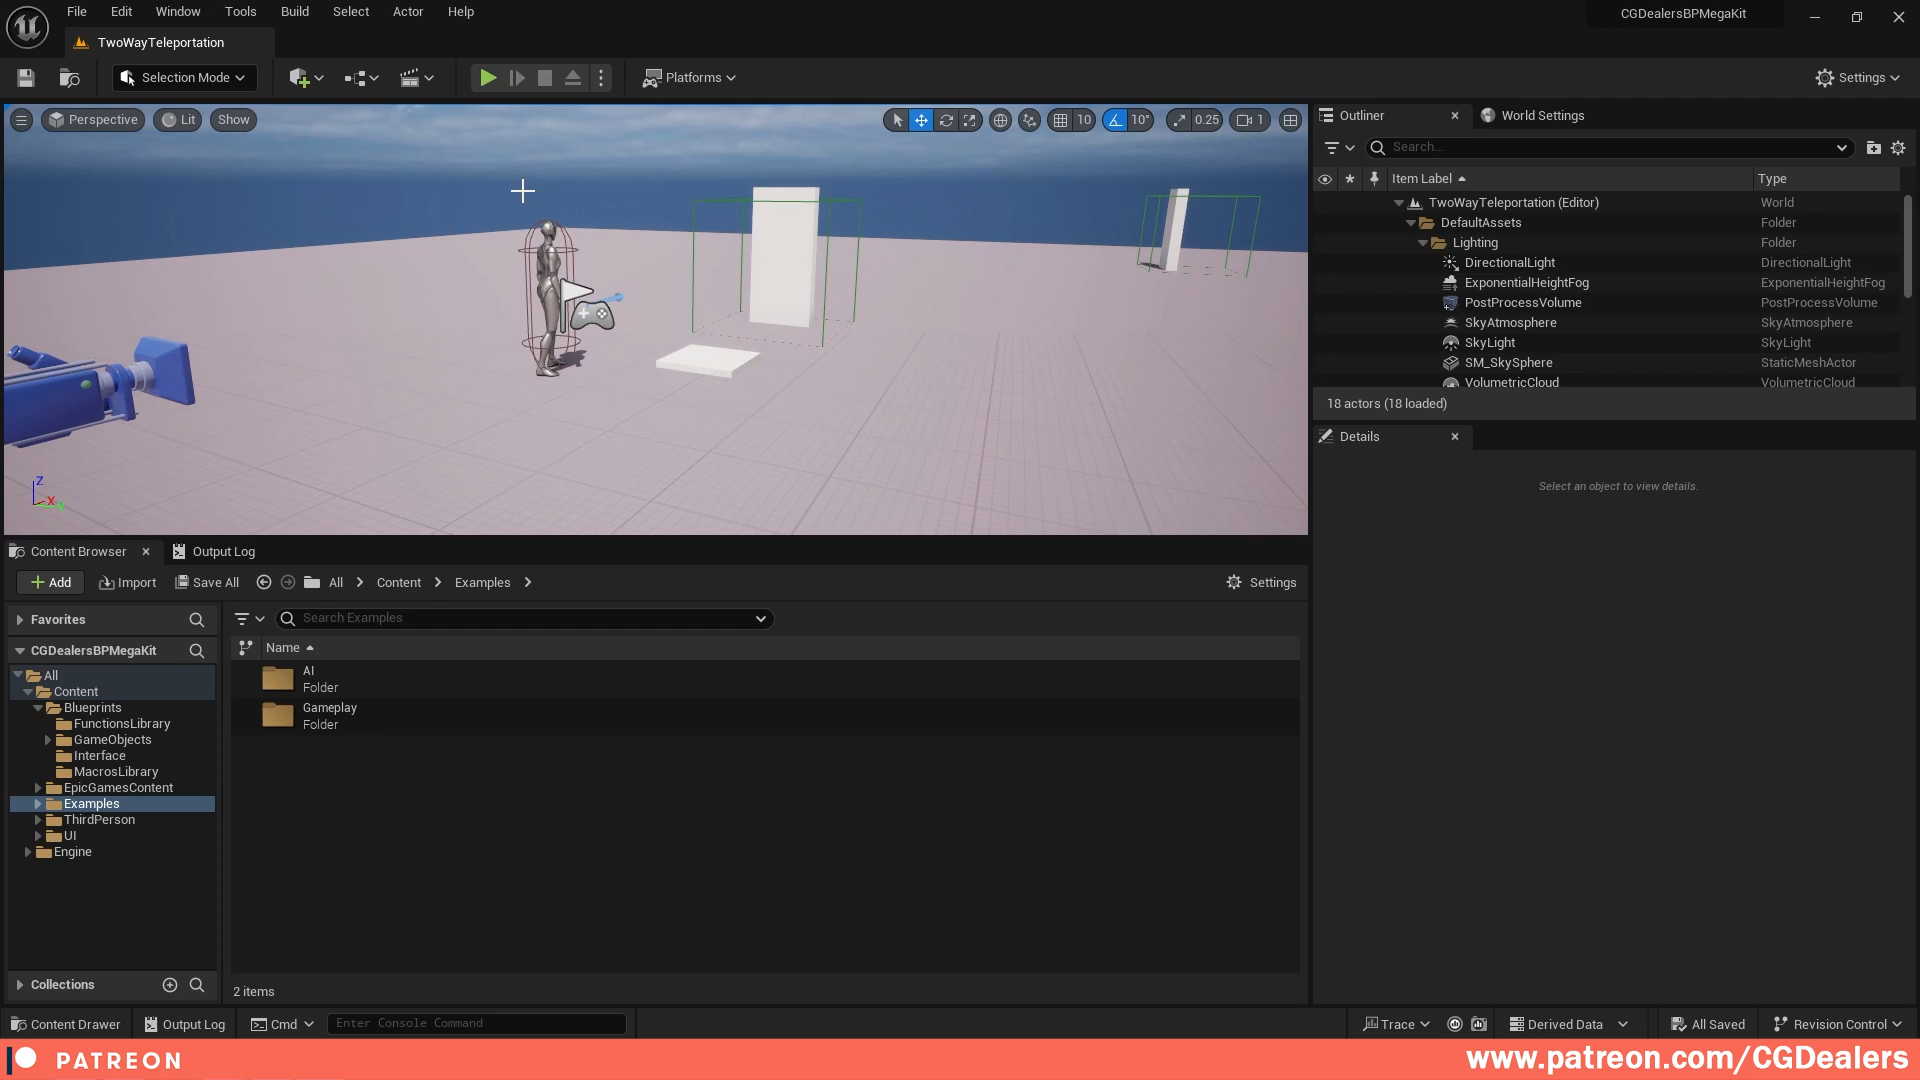 File Edit Window Tools Build Select Actor Help
CGDealersBPMegaKit
TwoWayTeleportation
Selection Mode
Platforms
Settings
Perspective Lit Show
10 10° 0.25 1
Outliner
World Settings
Search...
Item Label Type
TwoWayTeleportation (Editor) World
DefaultAssets Folder
Lighting Folder
DirectionalLight DirectionalLight
ExponentialHeightFog ExponentialHeightFog
PostProcessVolume PostProcessVolume
SkyAtmosphere SkyAtmosphere
SkyLight SkyLight
SM_SkySphere StaticMeshActor
VolumetricCloud VolumetricCloud
18 actors (18 loaded)
Details
Select an object to view details.
Z
X
Y
Content Browser Output Log
Add Import Save All All Content Examples Settings
Favorites
Search Examples
CGDealersBPMegaKit
Name
All
Content
Blueprints
FunctionsLibrary
GameObjects
Interface
MacrosLibrary
EpicGamesContent
Examples
ThirdPerson
UI
Engine
AI
Folder
Gameplay
Folder
Collections
2 items
Content Drawer Output Log Cmd Enter Console Command Trace Derived Data All Saved Revision Control
PATREON
www.patreon.com/CGDealers